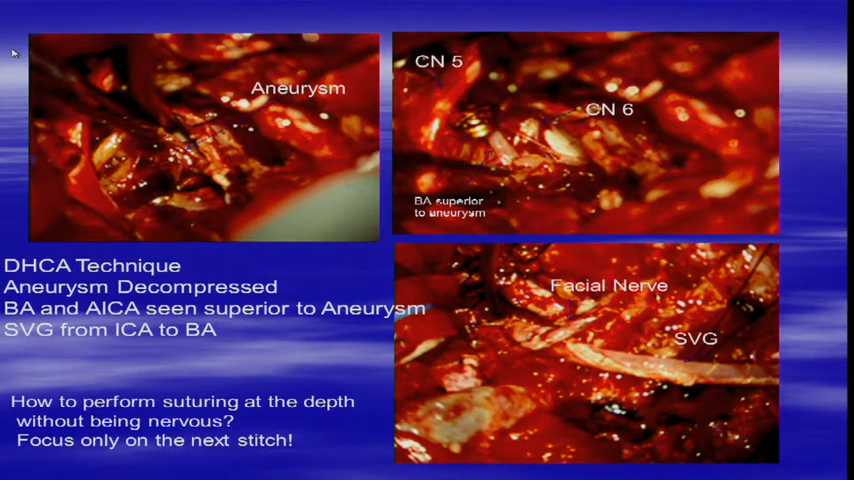 Aneurysm
CN 5
CN 6
BA superior
to aneurysm
Facial Nerve
SVG
DHCA Technique
Aneurysm Decompressed
BA and AICA seen superior to Aneurysm
SVG from ICA to BA
How to perform suturing at the depth
without being nervous?
Focus only on the next stitch!